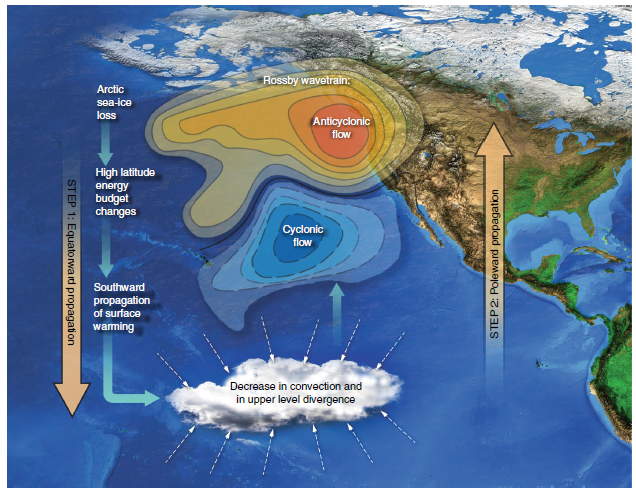 Rossby wavetrain:
Arctic
sea-ice
loss
Anticyclonic
flow
High latitude
energy
budget
changes
STEP 1: Equatorward propagation
Cyclonic
flow
STEP 2: Poleward propagation
Southward
propagation
of surface
warming
Decrease in convection and
in upper level divergence